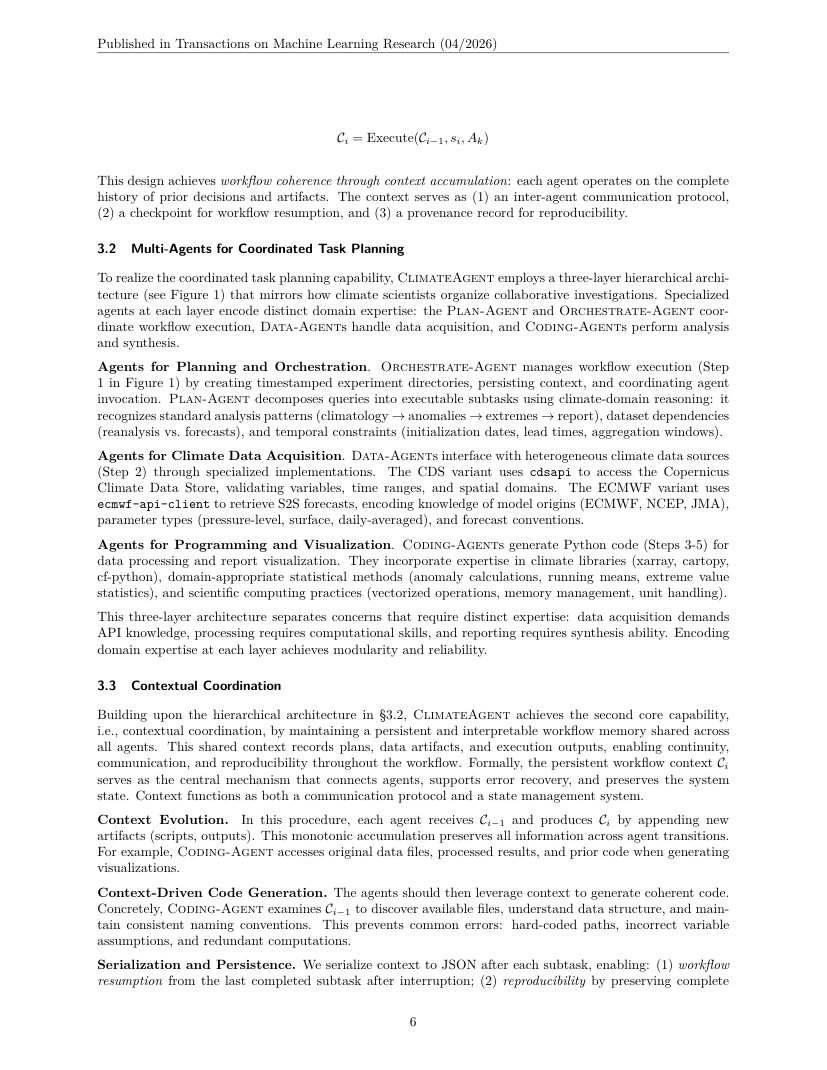 Published in Transactions on Machine Learning Research (04/2026)
𝒞ᵢ = Execute(𝒞ᵢ₋₁, sᵢ, Aₖ)
This design achieves workflow coherence through context accumulation: each agent operates on the complete
history of prior decisions and artifacts. The context serves as (1) an inter-agent communication protocol,
(2) a checkpoint for workflow resumption, and (3) a provenance record for reproducibility.
3.2 Multi-Agents for Coordinated Task Planning
To realize the coordinated task planning capability, ClimateAgent employs a three-layer hierarchical archi-
tecture (see Figure 1) that mirrors how climate scientists organize collaborative investigations. Specialized
agents at each layer encode distinct domain expertise: the Plan-Agent and Orchestrate-Agent coor-
dinate workflow execution, Data-Agents handle data acquisition, and Coding-Agents perform analysis
and synthesis.
Agents for Planning and Orchestration. Orchestrate-Agent manages workflow execution (Step
1 in Figure 1) by creating timestamped experiment directories, persisting context, and coordinating agent
invocation. Plan-Agent decomposes queries into executable subtasks using climate-domain reasoning: it
recognizes standard analysis patterns (climatology → anomalies → extremes → report), dataset dependencies
(reanalysis vs. forecasts), and temporal constraints (initialization dates, lead times, aggregation windows).
Agents for Climate Data Acquisition. Data-Agents interface with heterogeneous climate data sources
(Step 2) through specialized implementations. The CDS variant uses cdsapi to access the Copernicus
Climate Data Store, validating variables, time ranges, and spatial domains. The ECMWF variant uses
ecmwf-api-client to retrieve S2S forecasts, encoding knowledge of model origins (ECMWF, NCEP, JMA),
parameter types (pressure-level, surface, daily-averaged), and forecast conventions.
Agents for Programming and Visualization. Coding-Agents generate Python code (Steps 3-5) for
data processing and report visualization. They incorporate expertise in climate libraries (xarray, cartopy,
cf-python), domain-appropriate statistical methods (anomaly calculations, running means, extreme value
statistics), and scientific computing practices (vectorized operations, memory management, unit handling).
This three-layer architecture separates concerns that require distinct expertise: data acquisition demands
API knowledge, processing requires computational skills, and reporting requires synthesis ability. Encoding
domain expertise at each layer achieves modularity and reliability.
3.3 Contextual Coordination
Building upon the hierarchical architecture in §3.2, ClimateAgent achieves the second core capability,
i.e., contextual coordination, by maintaining a persistent and interpretable workflow memory shared across
all agents. This shared context records plans, data artifacts, and execution outputs, enabling continuity,
communication, and reproducibility throughout the workflow. Formally, the persistent workflow context 𝒞ᵢ
serves as the central mechanism that connects agents, supports error recovery, and preserves the system
state. Context functions as both a communication protocol and a state management system.
Context Evolution. In this procedure, each agent receives 𝒞ᵢ₋₁ and produces 𝒞ᵢ by appending new
artifacts (scripts, outputs). This monotonic accumulation preserves all information across agent transitions.
For example, Coding-Agent accesses original data files, processed results, and prior code when generating
visualizations.
Context-Driven Code Generation. The agents should then leverage context to generate coherent code.
Concretely, Coding-Agent examines 𝒞ᵢ₋₁ to discover available files, understand data structure, and main-
tain consistent naming conventions. This prevents common errors: hard-coded paths, incorrect variable
assumptions, and redundant computations.
Serialization and Persistence. We serialize context to JSON after each subtask, enabling: (1) workflow
resumption from the last completed subtask after interruption; (2) reproducibility by preserving complete
6